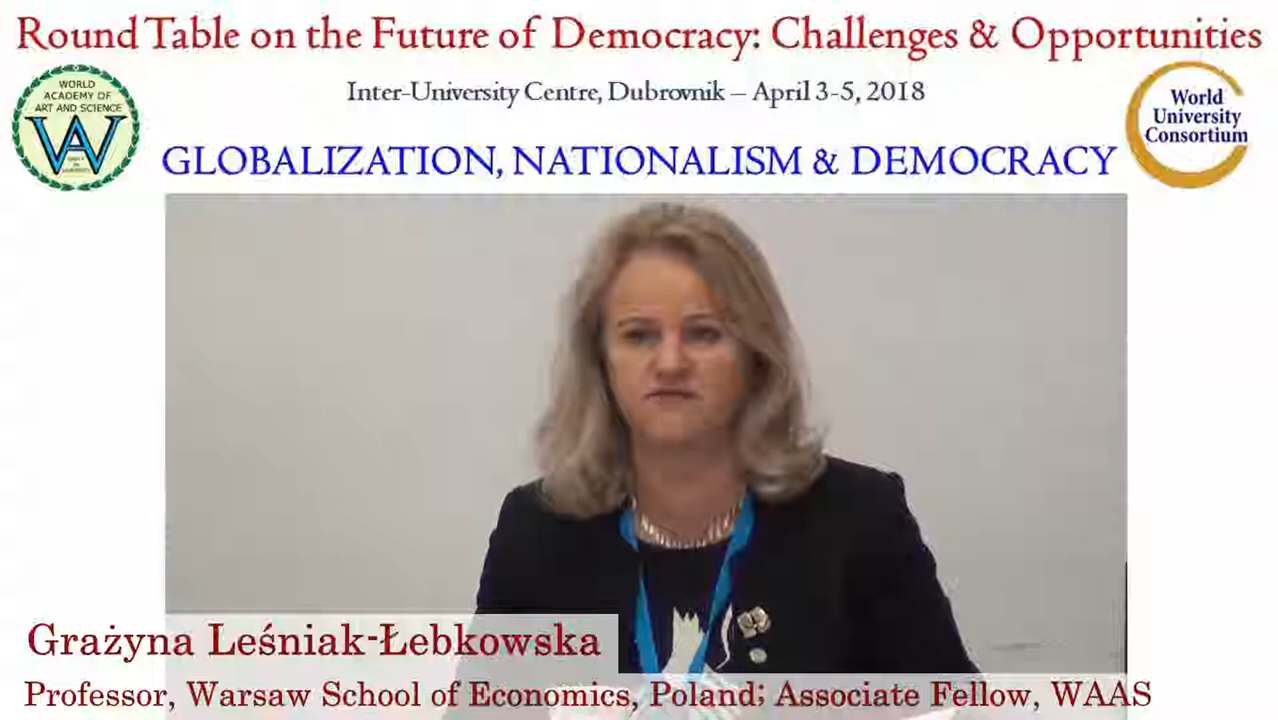 Round Table on the Future of Democracy: Challenges & Opportunities
Inter-University Centre, Dubrovnik – April 3-5, 2018
WORLD
ACADEMY OF
ART AND SCIENCE
World
University
Consortium
GLOBALIZATION, NATIONALISM & DEMOCRACY
Grażyna Leśniak-Łebkowska
Professor, Warsaw School of Economics, Poland; Associate Fellow, WAAS